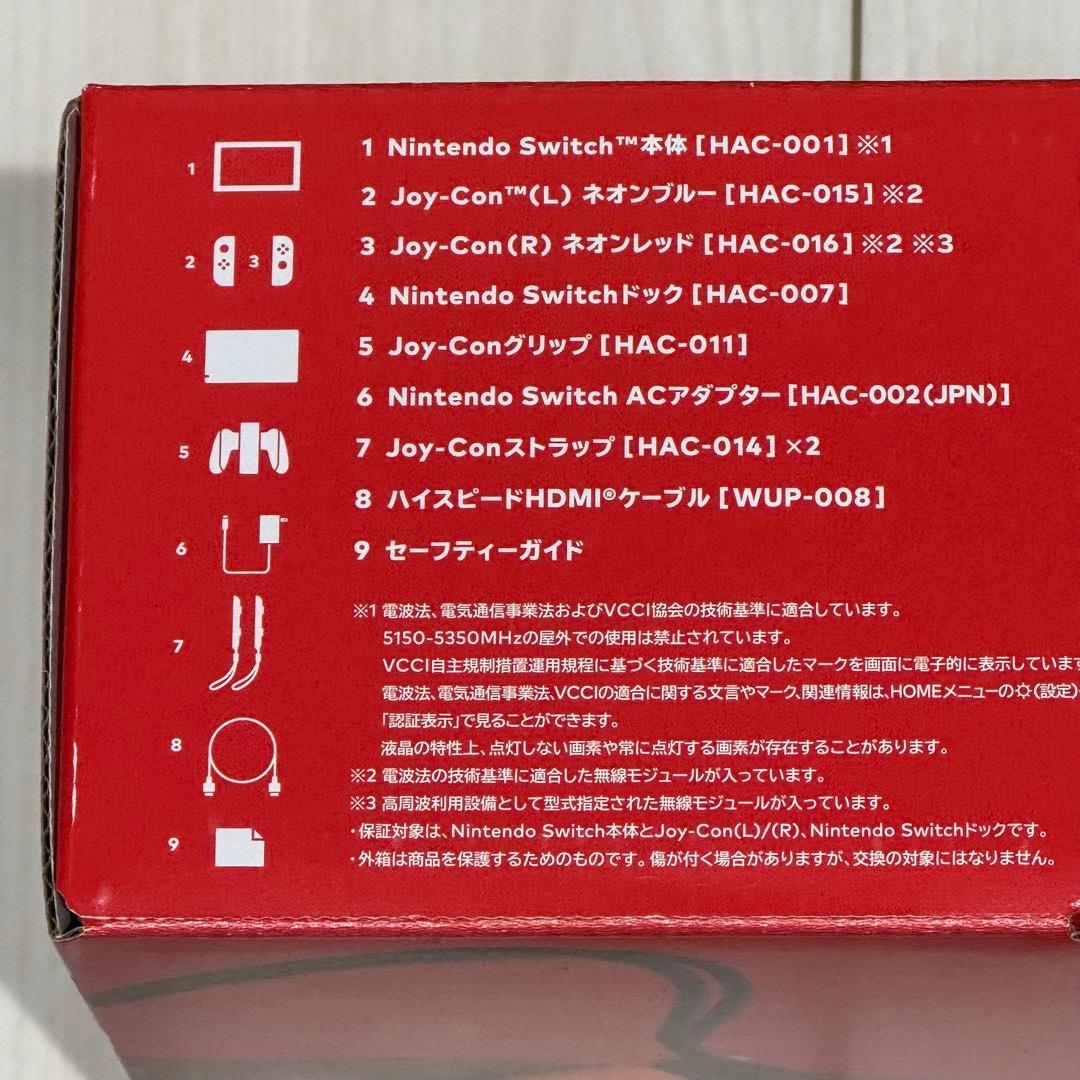 1 Nintendo Switch™本体 [HAC-001] ※1
2 Joy-Con™(L) ネオンブルー [HAC-015] ※2
3 Joy-Con(R) ネオンレッド [HAC-016] ※2 ※3
4 Nintendo Switchドック [HAC-007]
5 Joy-Conグリップ [HAC-011]
6 Nintendo Switch ACアダプター [HAC-002(JPN)]
7 Joy-Conストラップ [HAC-014] ×2
8 ハイスピードHDMI®ケーブル [WUP-008]
9 セーフティーガイド
1
2 3
4
5
6
7
8
9
※1 電波法、電気通信事業法およびVCCI協会の技術基準に適合しています。
5150-5350MHzの屋外での使用は禁止されています。
VCCI自主規制措置運用規程に基づく技術基準に適合したマークを画面に電子的に表示しています
電波法、電気通信事業法、VCCIの適合に関する文言やマーク、関連情報は、HOMEメニューの(設定)
「認証表示」で見ることができます。
液晶の特性上、点灯しない画素や常に点灯する画素が存在することがあります。
※2 電波法の技術基準に適合した無線モジュールが入っています。
※3 高周波利用設備として型式指定された無線モジュールが入っています。
・保証対象は、Nintendo Switch本体とJoy-Con(L)/(R)、Nintendo Switchドックです。
・外箱は商品を保護するためのものです。傷が付く場合がありますが、交換の対象にはなりません。